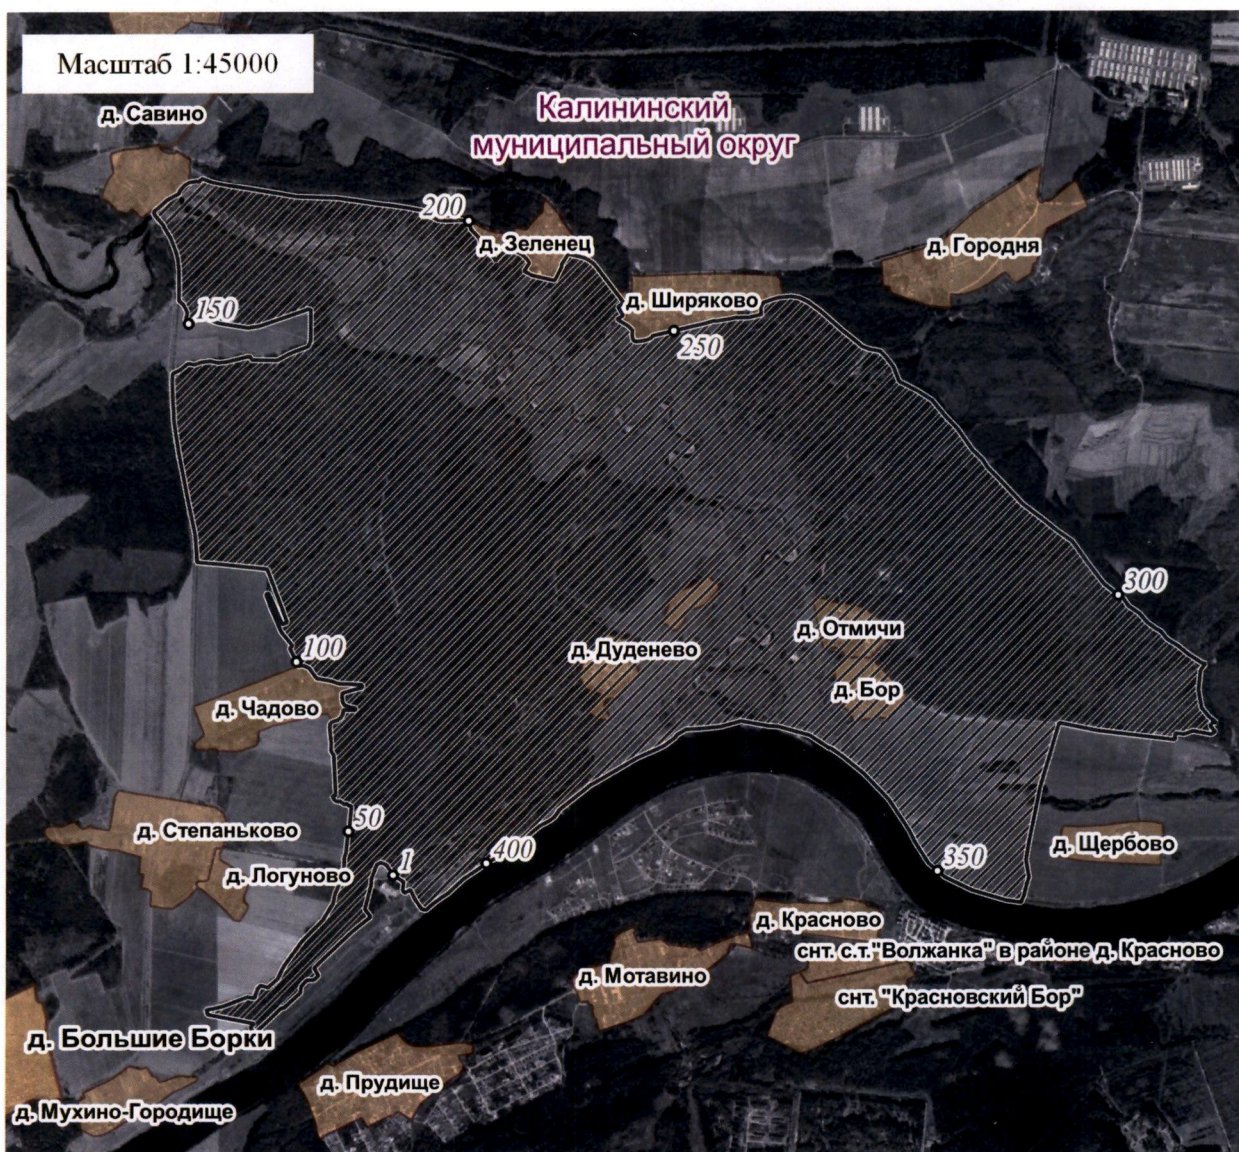 Масштаб 1:45000
д. Савино
Калининский
муниципальный округ
200
д. Зеленец
д. Городня
150
д. Ширяково
250
300
100
д. Отмичи
д. Дуденево
д. Бор
д. Чадово
50
д. Степаньково
1
400
350
д. Щербово
д. Логуново
д. Красново
снт. с.т."Волжанка" в районе д. Красново
д. Мотавино
снт. "Красновский Бор"
д. Большие Борки
д. Прудище
д. Мухино-Городище